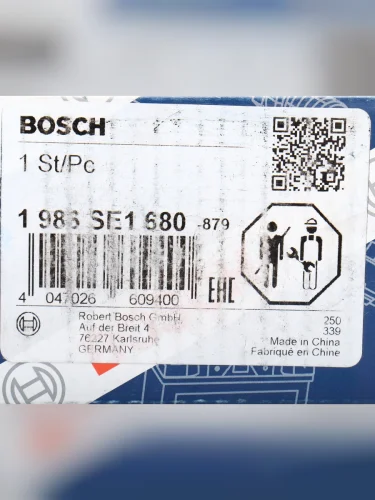 BOSCH
1 St/Pc
1 986 SE1 680 -879
4 047026 609400
EAC
Robert Bosch GmbH
Auf der Breit 4
76227 Karlsruhe
GERMANY
250
339
Made in China
Fabriqué en Chine